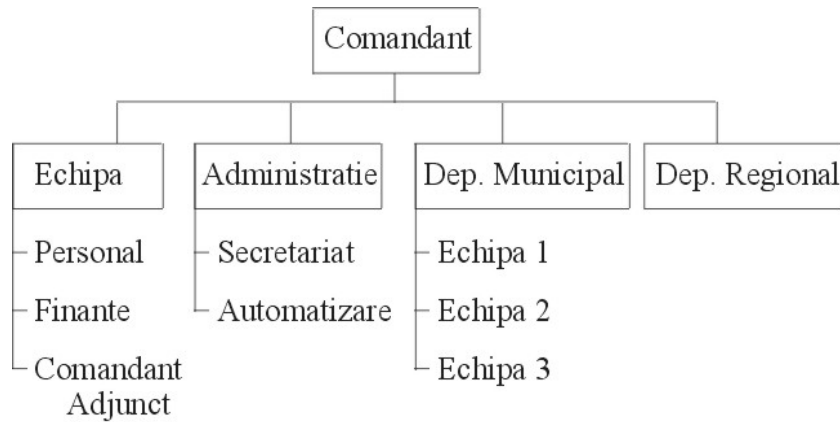 Comandant
Echipa
Administratie
Dep. Municipal
Dep. Regional
Personal
Secretariat
Echipa 1
Finante
Automatizare
Echipa 2
Comandant
Adjunct
Echipa 3